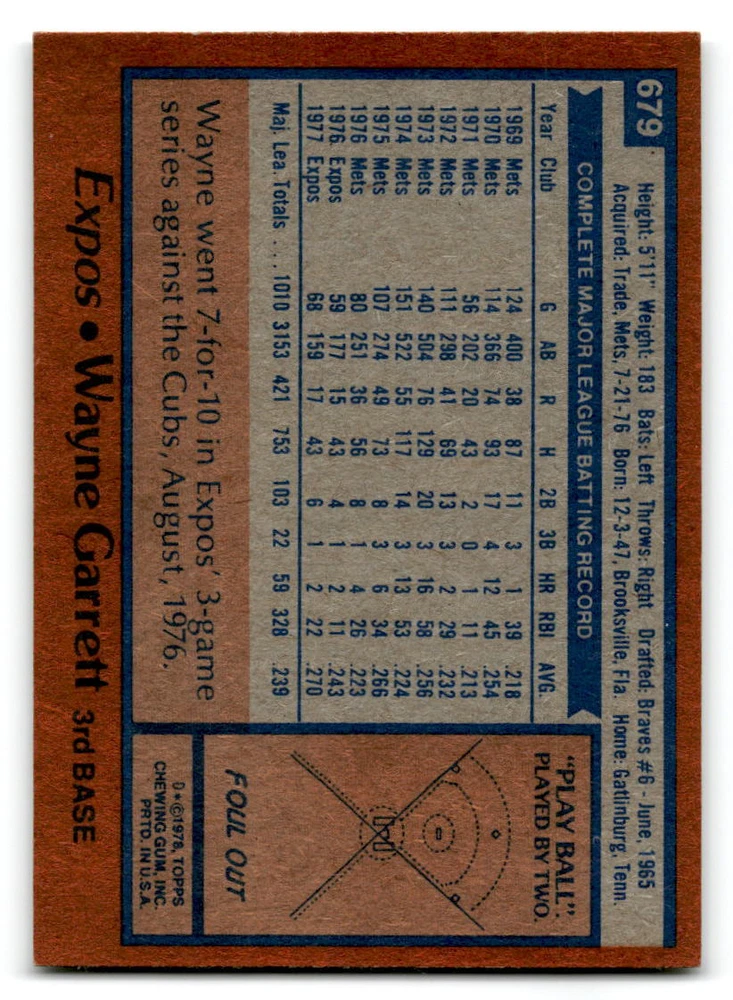 679
Height: 5'11" Weight: 183 Bats: Left Throws: Right Drafted: Braves #6 - June, 1965
Acquired: Trade, Mets, 7-21-76 Born: 12-3-47, Brooksville, Fla. Home: Gatlinburg, Tenn.
COMPLETE MAJOR LEAGUE BATTING RECORD
Year Club G AB R H 2B 3B HR RBI AVG.
1969 Mets 124 400 38 87 11 3 1 39 .218
1970 Mets 114 366 74 93 17 4 12 45 .254
1971 Mets 56 202 20 43 2 0 1 11 .213
1972 Mets 111 298 41 69 13 3 2 29 .232
1973 Mets 140 504 76 129 20 3 16 58 .256
1974 Mets 151 522 55 117 14 3 13 53 .224
1975 Mets 107 274 49 73 8 3 6 34 .266
1976 Mets 80 251 36 56 8 1 4 26 .223
1976 Expos 59 177 15 43 4 1 2 11 .243
1977 Expos 68 159 17 43 6 1 2 22 .270
Maj. Lea. Totals ... 1010 3153 421 753 103 22 59 328 .239
Wayne went 7-for-10 in Expos' 3-game
series against the Cubs, August, 1976.
"PLAY BALL".
PLAYED BY TWO.
FOUL OUT
D*©1978, TOPPS
CHEWING GUM, INC.
PRTD. IN U.S.A.
Expos • Wayne Garrett 3rd BASE